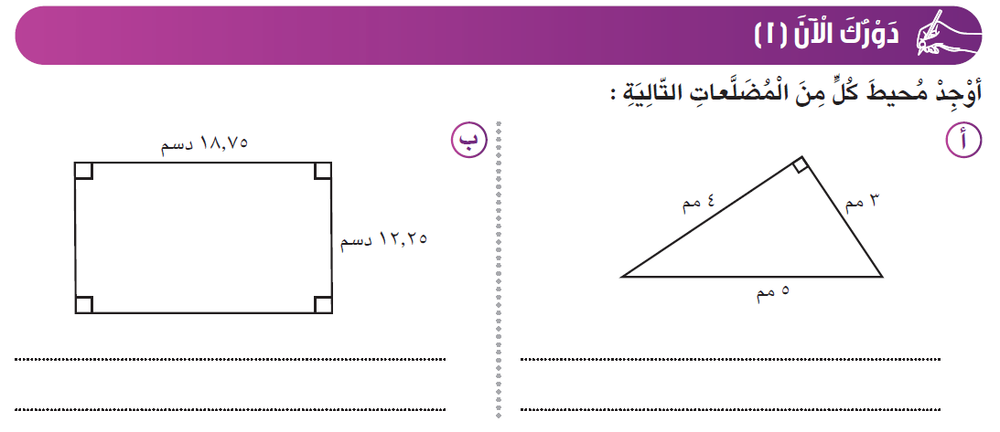 دَوْرُكَ الْآنَ (١)
أَوْجِدْ مُحيطَ كُلٍّ مِنَ الْمُضَلَّعاتِ التّالِيَةِ :
أ
٣ مم
٤ مم
٥ مم
ب
١٨,٧٥ دسم
١٢,٢٥ دسم